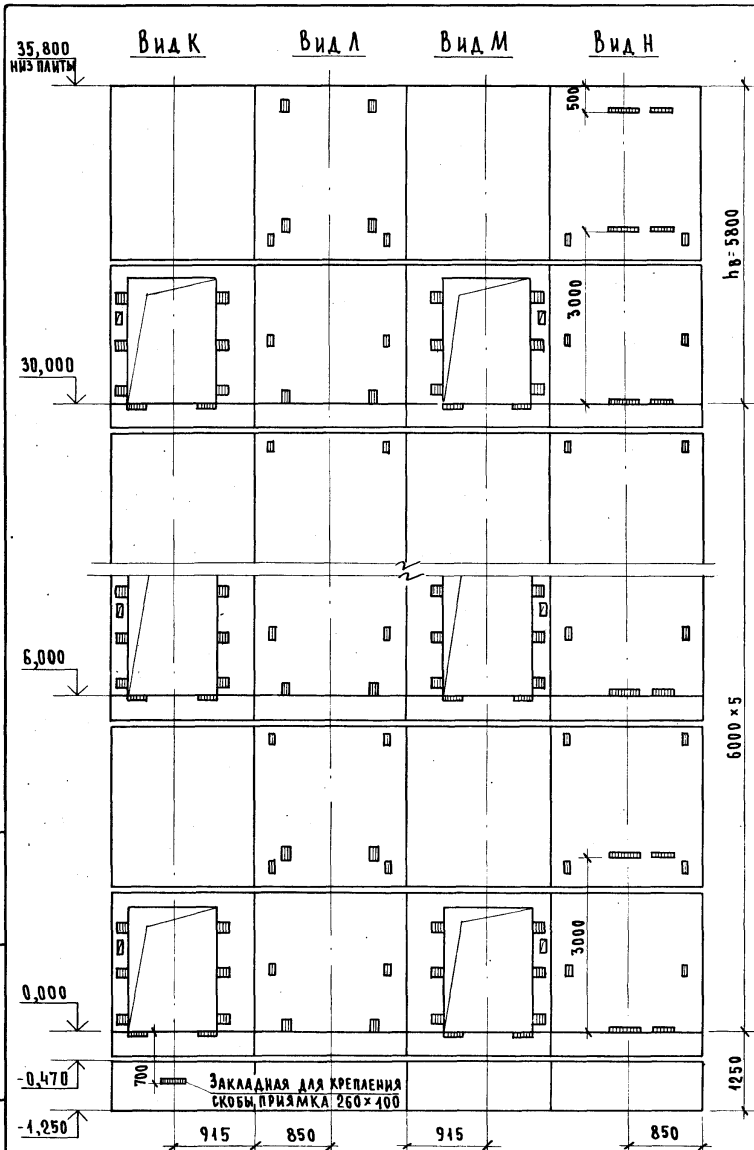 Вид К
Вид Л
Вид М
Вид Н
35,800
низ плиты
500
hв=5800
3000
30,000
6,000
6000 × 5
3000
0,000
700
-0,470
Закладная для крепления
скобы приямка 260×100
1250
-1,250
915
850
915
850